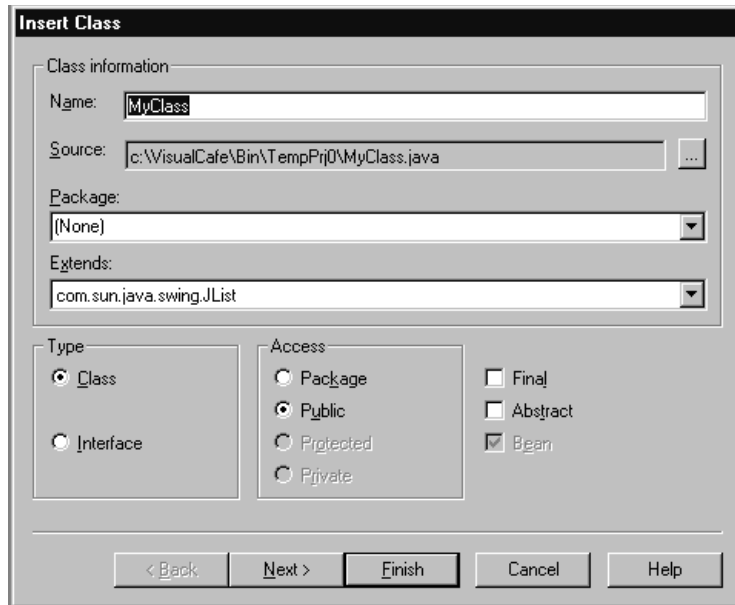 Insert Class
Class information
Name: MyClass
Source: c:\VisualCafe\Bin\TempPrj0\MyClass.java ...
Package:
(None)
Extends:
com.sun.java.swing.JList
Type
Class
Interface
Access
Package
Public
Protected
Private
Final
Abstract
Bean
< Back Next > Finish Cancel Help